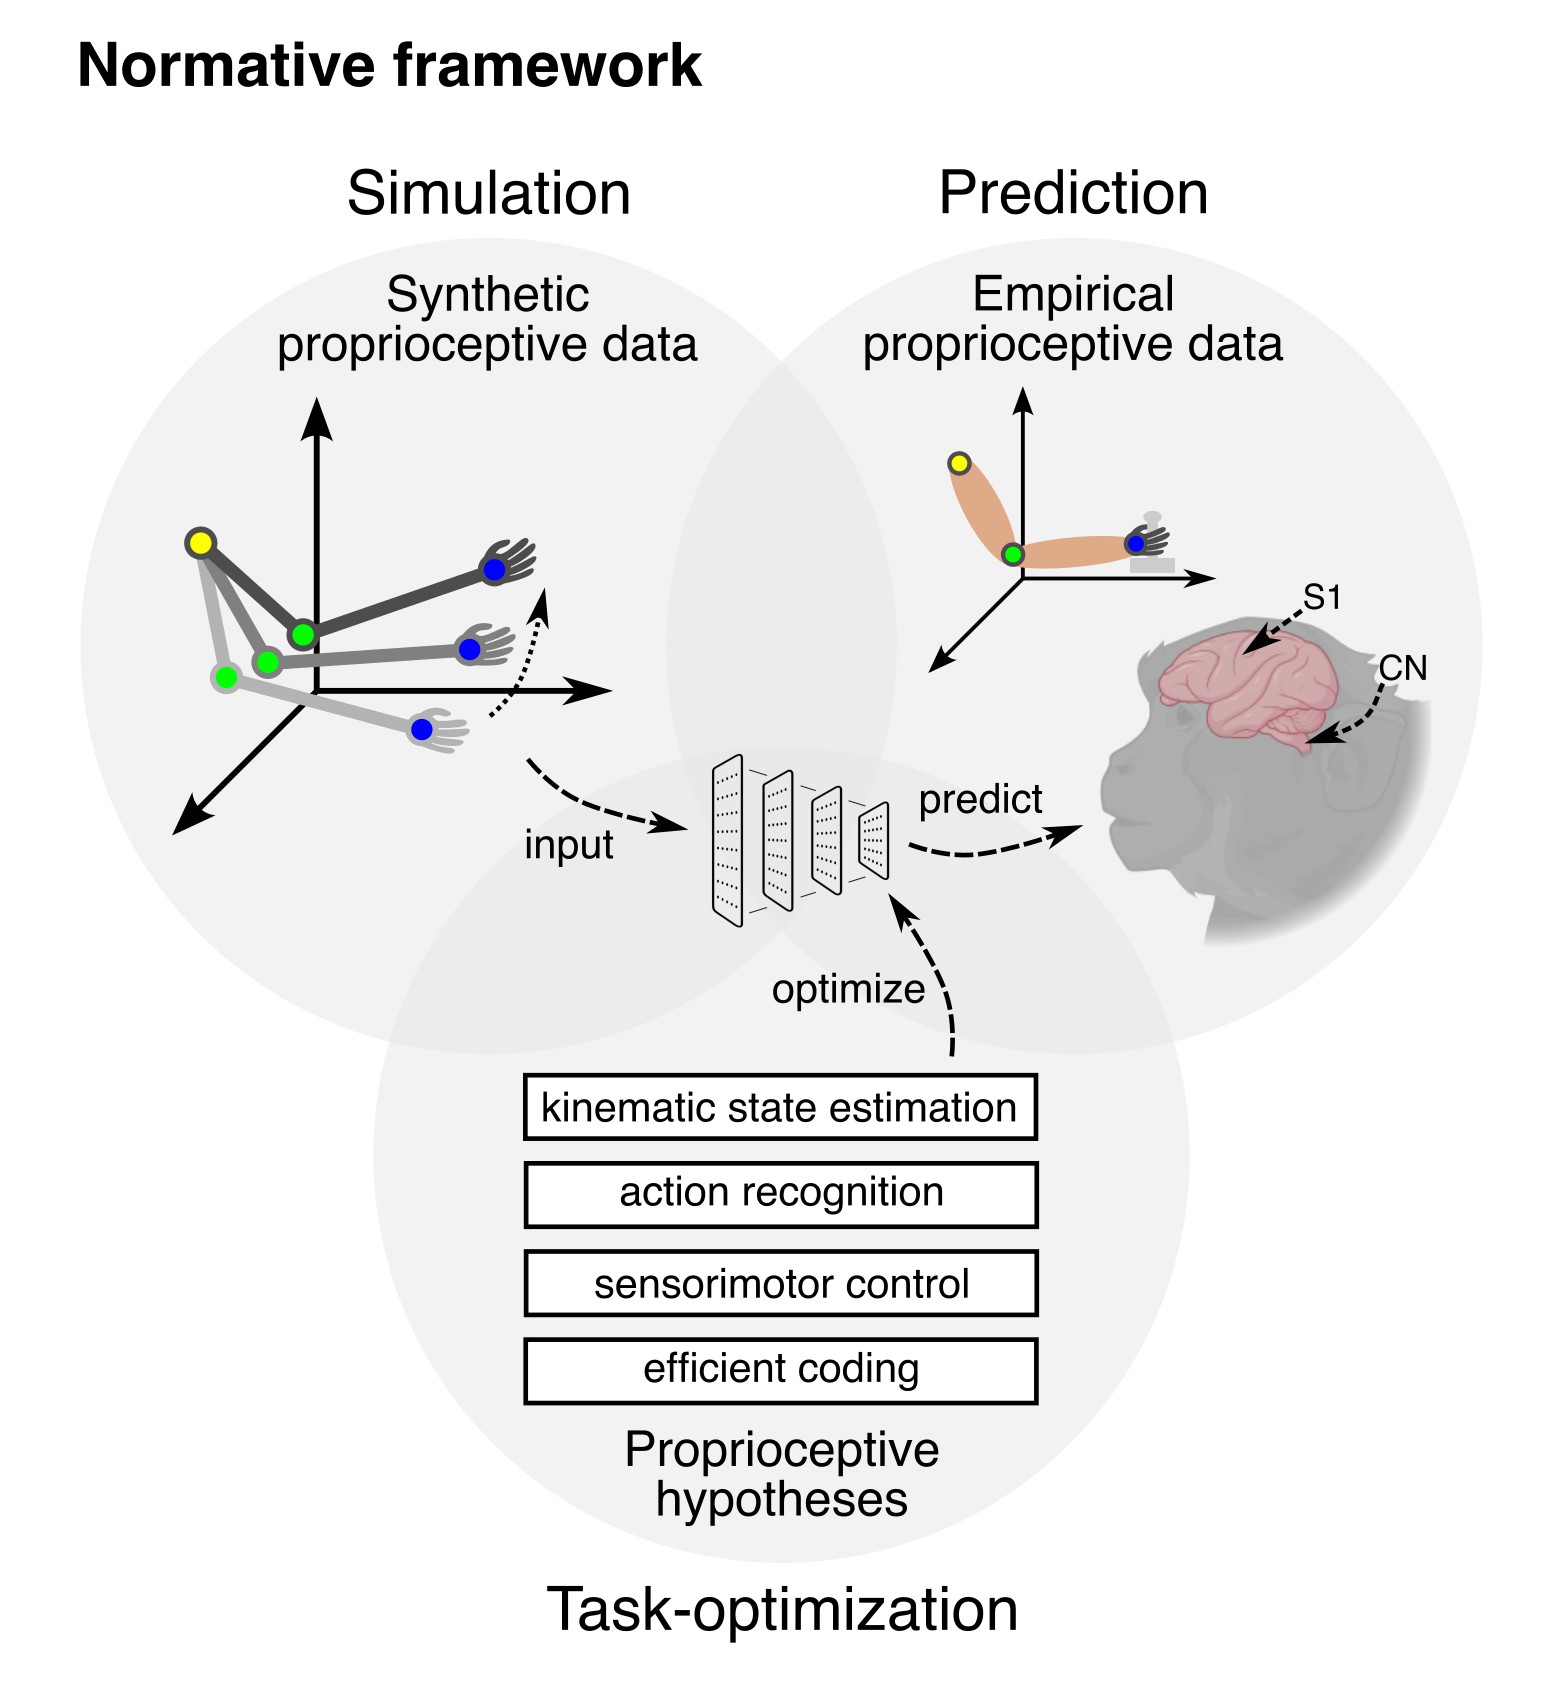 Normative framework
Simulation
Prediction
Synthetic
proprioceptive data
Empirical
proprioceptive data
S1
CN
input
predict
optimize
kinematic state estimation
action recognition
sensorimotor control
efficient coding
Proprioceptive
hypotheses
Task-optimization